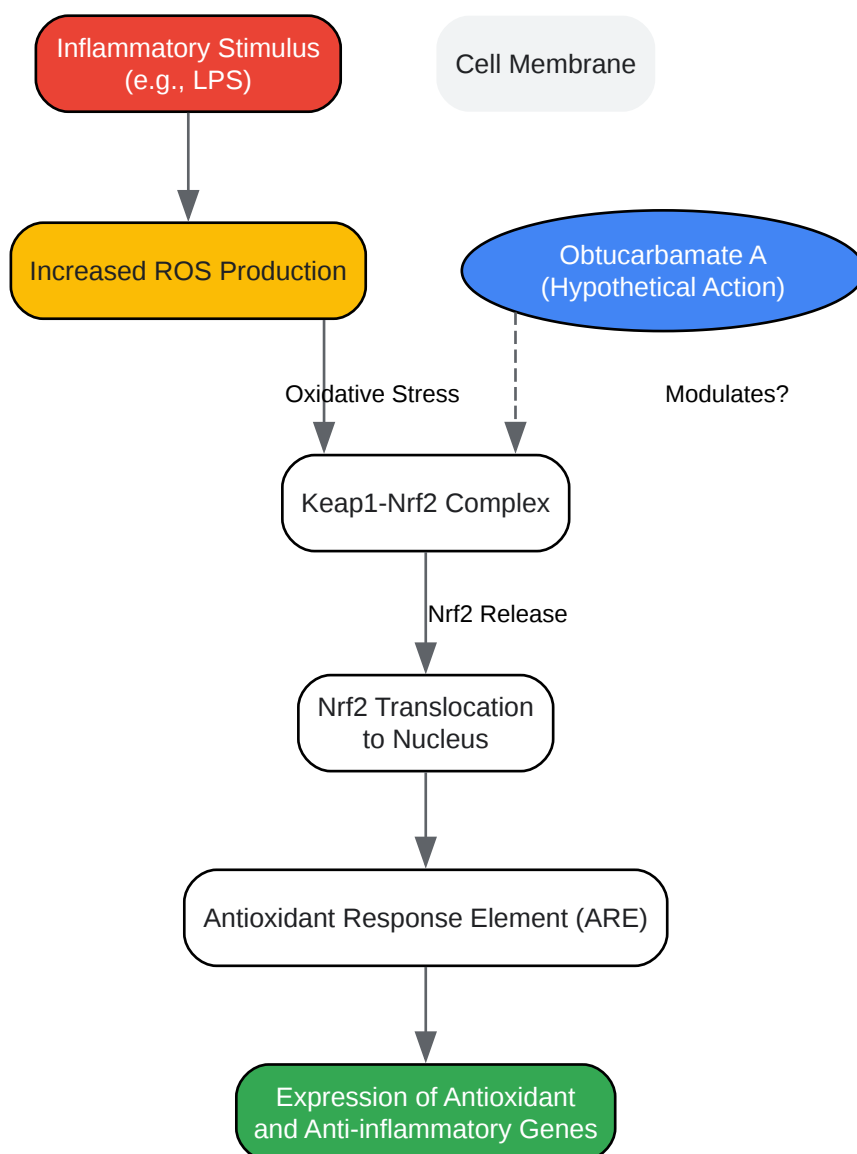 Inflammatory Stimulus
(e.g., LPS)
Cell Membrane
Increased ROS Production
Obtucarbamate A
(Hypothetical Action)
Oxidative Stress
Modulates?
Keap1-Nrf2 Complex
Nrf2 Release
Nrf2 Translocation
to Nucleus
Antioxidant Response Element (ARE)
Expression of Antioxidant
and Anti-inflammatory Genes